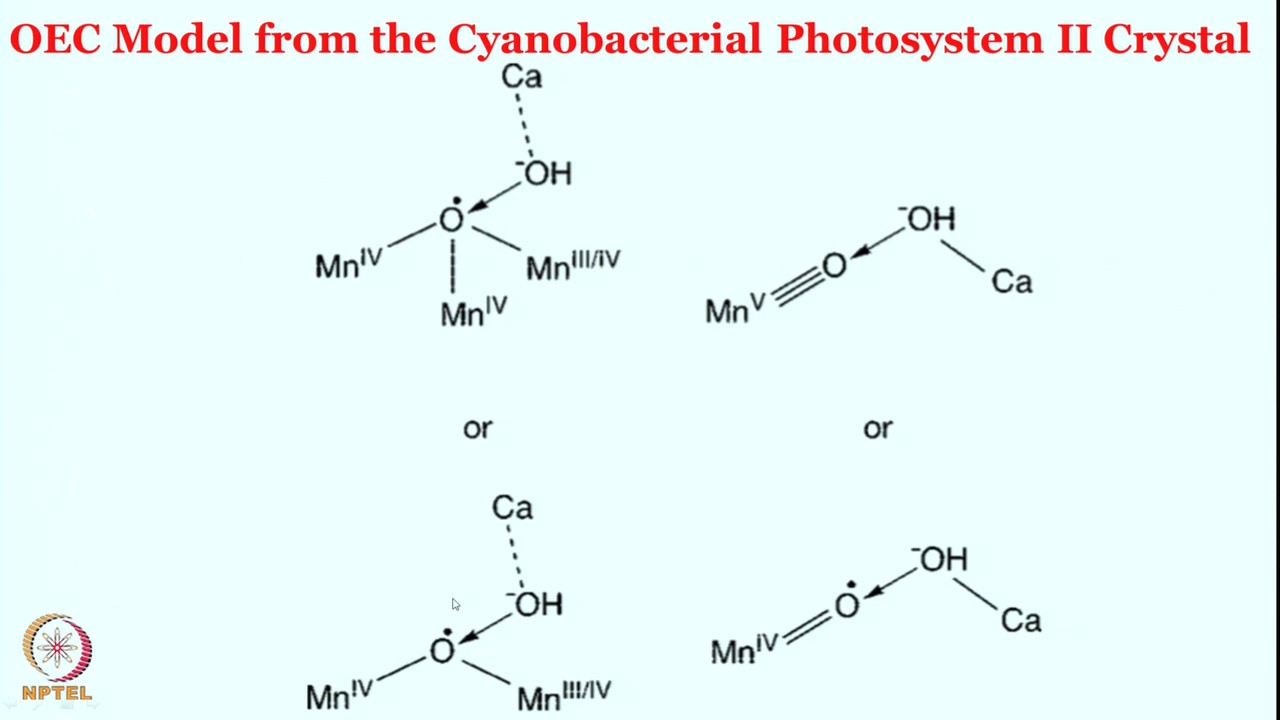 OEC Model from the Cyanobacterial Photosystem II Crystal
Ca
⁻OH
O•
Mn^IV
Mn^III/IV
Mn^IV
⁻OH
O
Mn^V
Ca
or
or
Ca
⁻OH
O•
Mn^IV
Mn^III/IV
⁻OH
O•
Mn^IV
Ca
NPTEL